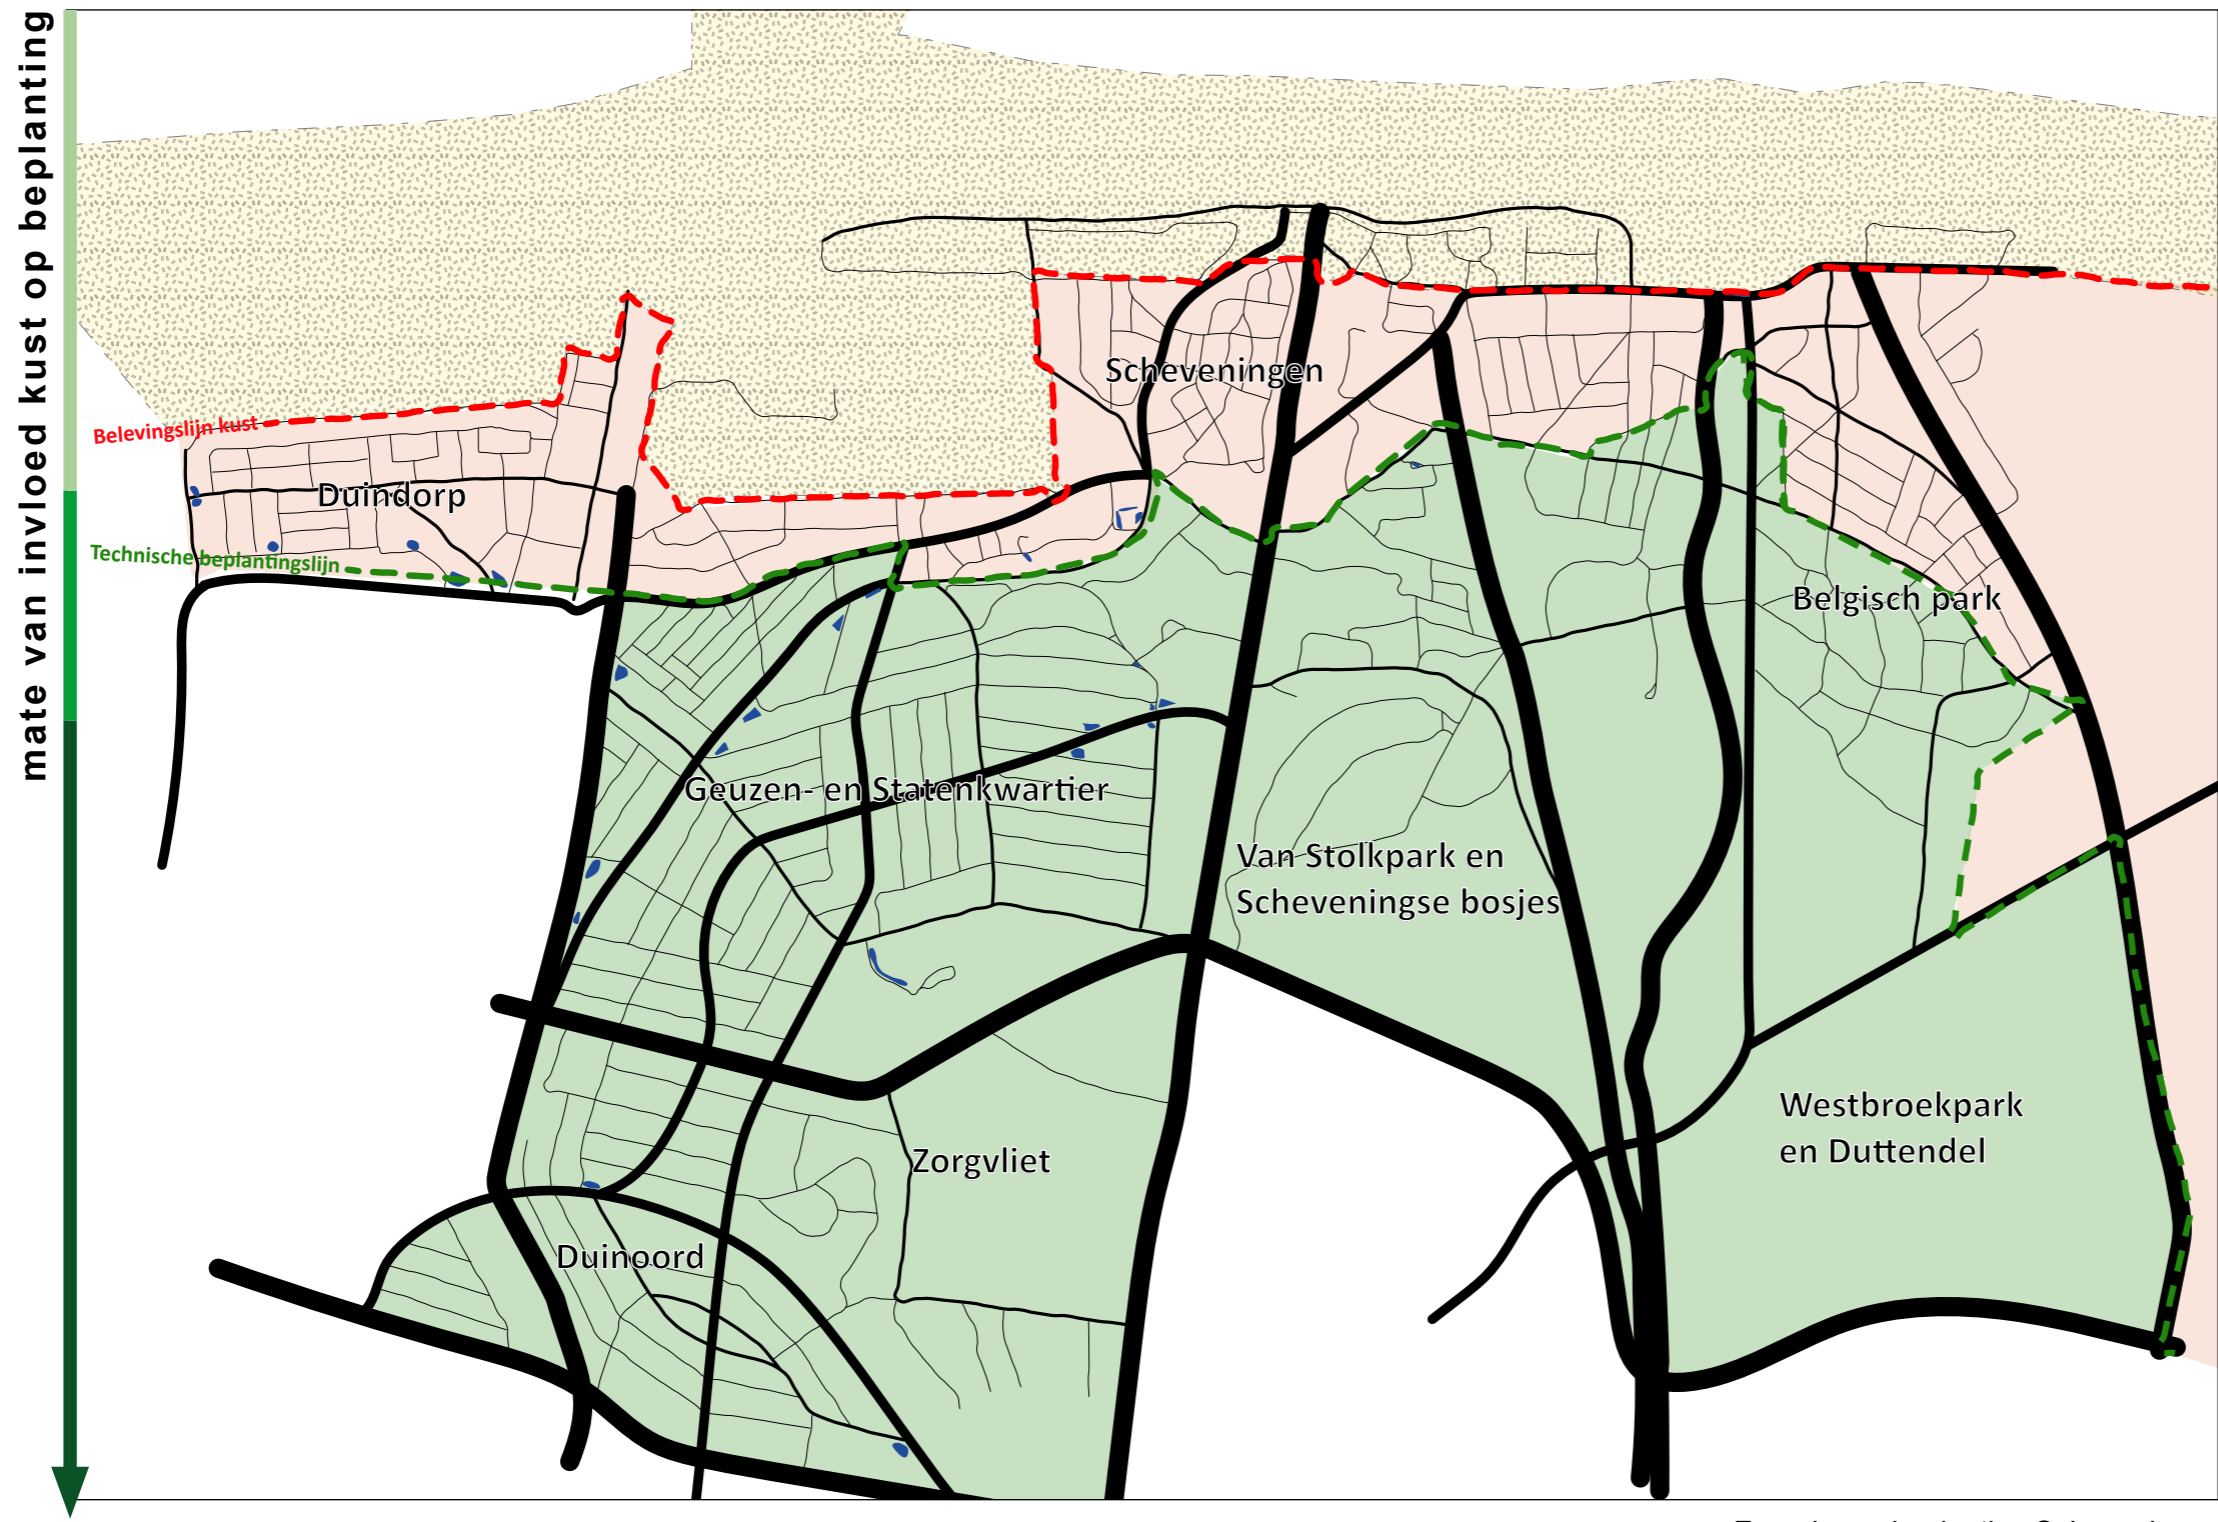 mate van invloed kust op beplanting
Scheveningen
Belevingslijn kust
Duindorp
Technische beplantingslijn
Belgisch park
Geuzen- en Statenkwartier
Van Stolkpark en
Scheveningse bosjes
Westbroekpark
en Duttendel
Zorgvliet
Duinoord